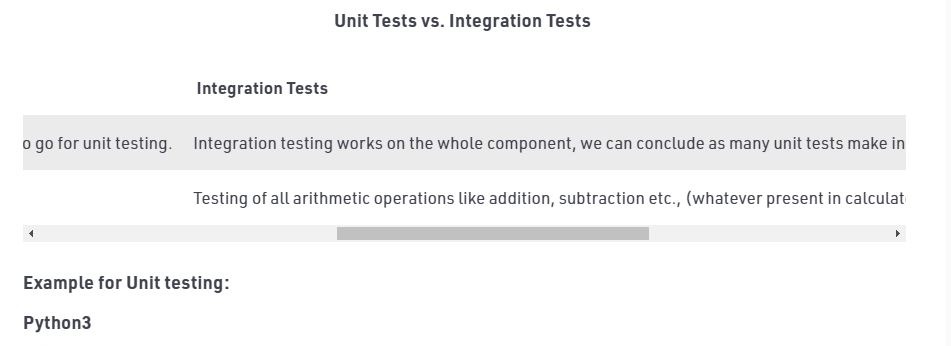 Unit Tests vs. Integration Tests
Integration Tests
o go for unit testing. Integration testing works on the whole component, we can conclude as many unit tests make in
Testing of all arithmetic operations like addition, subtraction etc., (whatever present in calculat
Example for Unit testing:
Python3